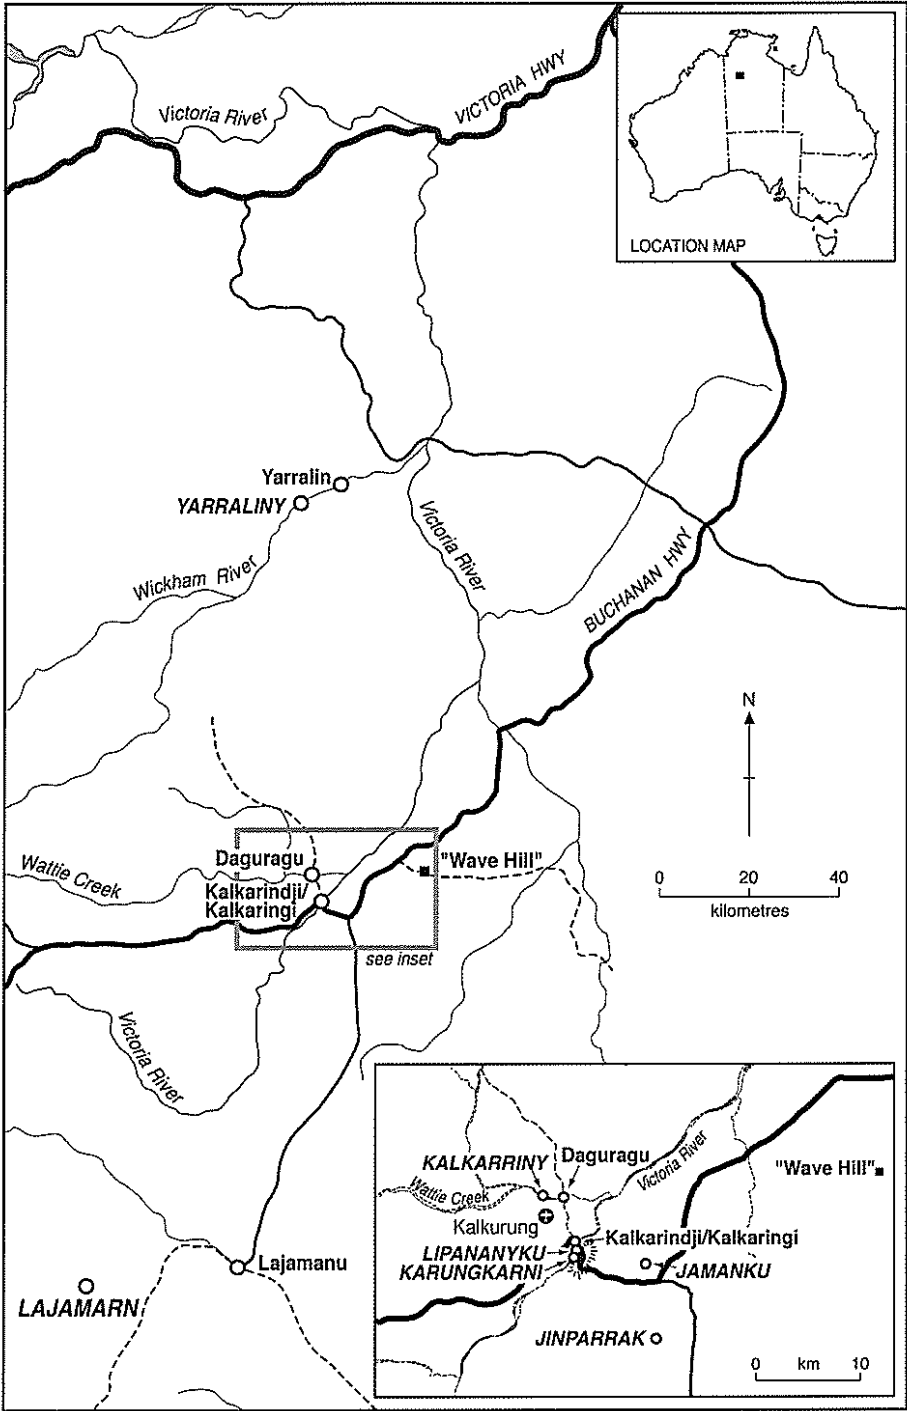 VICTORIA HWY
Victoria River
LOCATION MAP
Yarralin
YARRALINY
Victoria River
Wickham River
BUCHANAN HWY
N
Wattie Creek
Daguragu
Kalkarindji/
Kalkaringi
"Wave Hill"
see inset
0 20 40
kilometres
Victoria River
Lajamanu
LAJAMARN
KALKARRINY
Daguragu
Victoria River
"Wave Hill"
Wattie Creek
Kalkurung
Kalkarindji/Kalkaringi
LIPANANYKU
KARUNGKARNI
JAMANKU
JINPARRAK
0 km 10